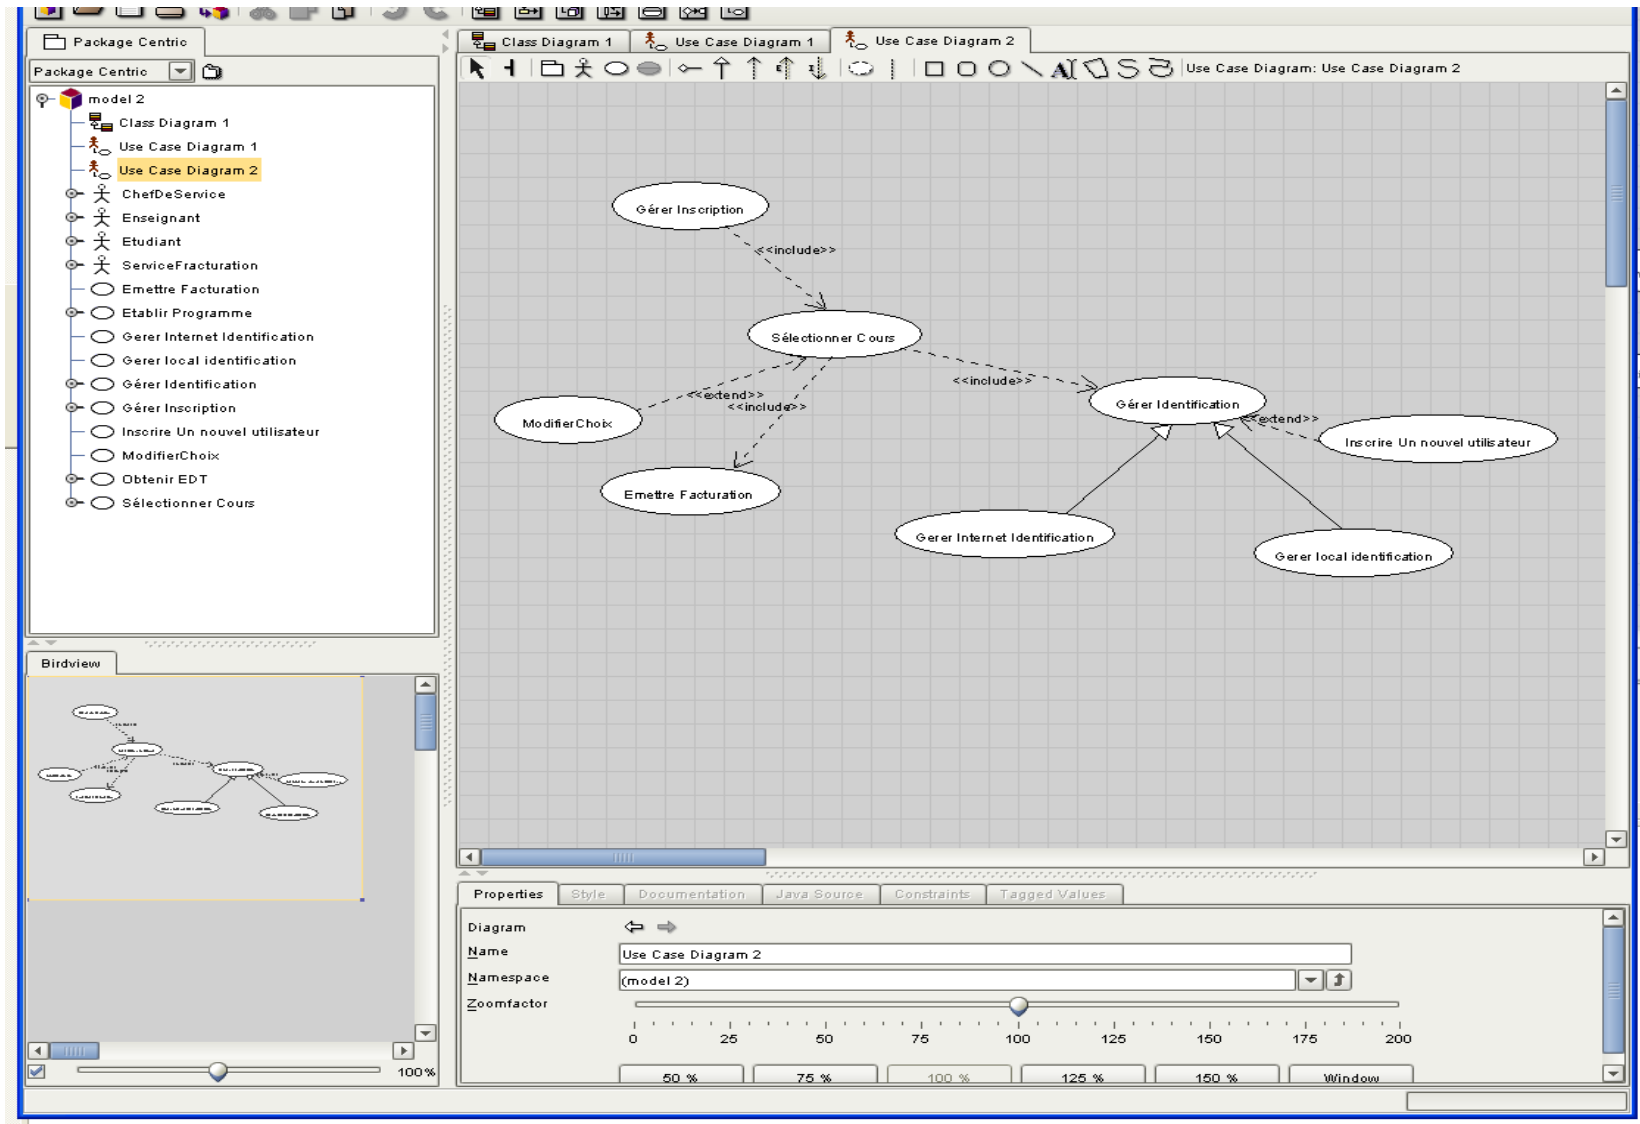 Package Centric
Package Centric
model 2
Class Diagram 1
Use Case Diagram 1
Use Case Diagram 2
ChefDeService
Enseignant
Etudiant
ServiceFracturation
Emettre Facturation
Etablir Programme
Gerer Internet Identification
Gerer local identification
Gérer Identification
Gérer Inscription
Inscrire Un nouvel utilisateur
ModifierChoix
Obtenir EDT
Sélectionner Cours
Birdview
100%
Class Diagram 1
Use Case Diagram 1
Use Case Diagram 2
Use Case Diagram: Use Case Diagram 2
Gérer Inscription
<<include>>
Sélectionner Cours
<<include>>
<<extend>>
<<include>>
Gérer Identification
<<extend>>
ModifierChoix
Inscrire Un nouvel utilisateur
Emettre Facturation
Gerer Internet Identification
Gerer local identification
Properties Style Documentation Java Source Constraints Tagged Values
Diagram
Name Use Case Diagram 2
Namespace (model 2)
Zoomfactor
0 25 50 75 100 125 150 175 200
50 % 75 % 100 % 125 % 150 % Window